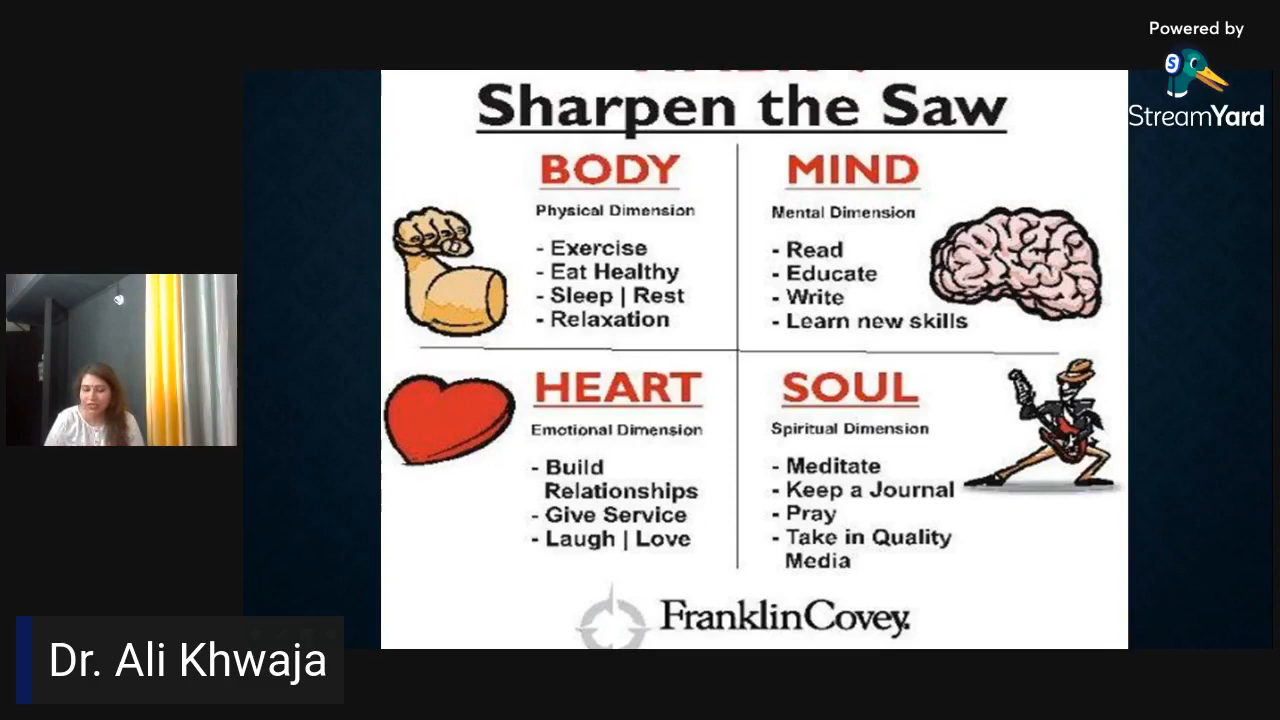 Powered by
StreamYard
Sharpen the Saw
BODY
Physical Dimension
- Exercise
- Eat Healthy
- Sleep | Rest
- Relaxation
MIND
Mental Dimension
- Read
- Educate
- Write
- Learn new skills
HEART
Emotional Dimension
- Build
Relationships
- Give Service
- Laugh | Love
SOUL
Spiritual Dimension
- Meditate
- Keep a Journal
- Pray
- Take in Quality
Media
FranklinCovey.
Dr. Ali Khwaja